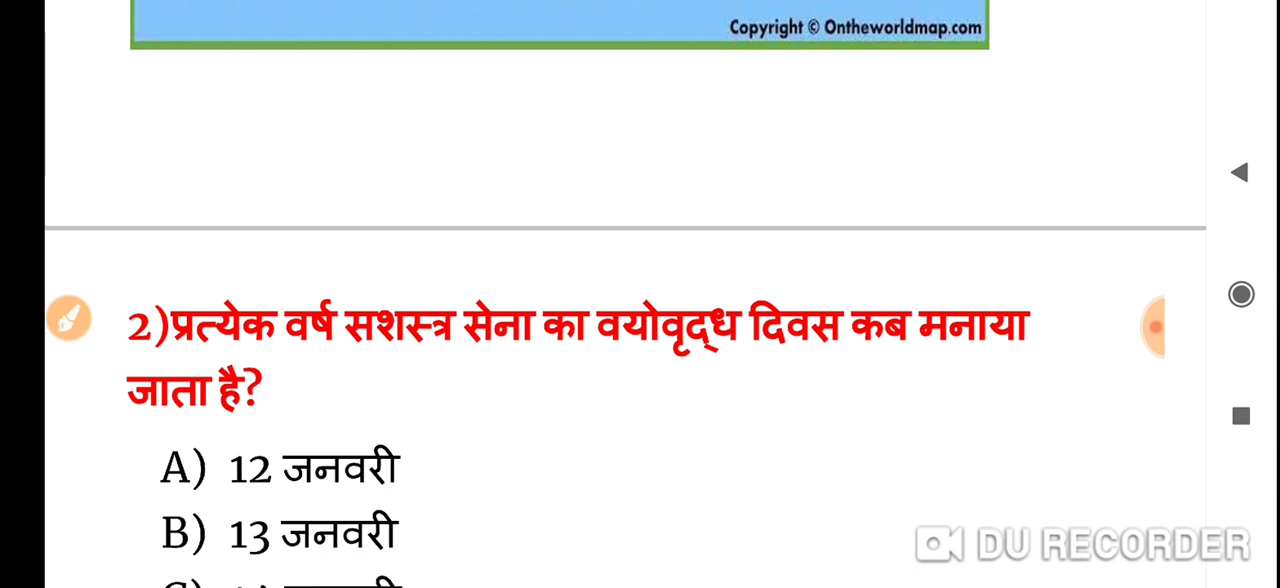 Copyright © Ontheworldmap.com
2)प्रत्येक वर्ष सशस्त्र सेना का वयोवृद्ध दिवस कब मनाया
जाता है?
A) 12 जनवरी
B) 13 जनवरी
DU RECORDER